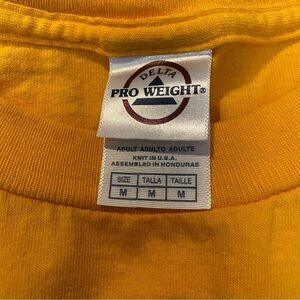 DELTA
PRO WEIGHT®
ADULT ADULTO ADULTE
KNIT IN U.S.A.
ASSEMBLED IN HONDURAS
SIZE TALLA TAILLE
M M M